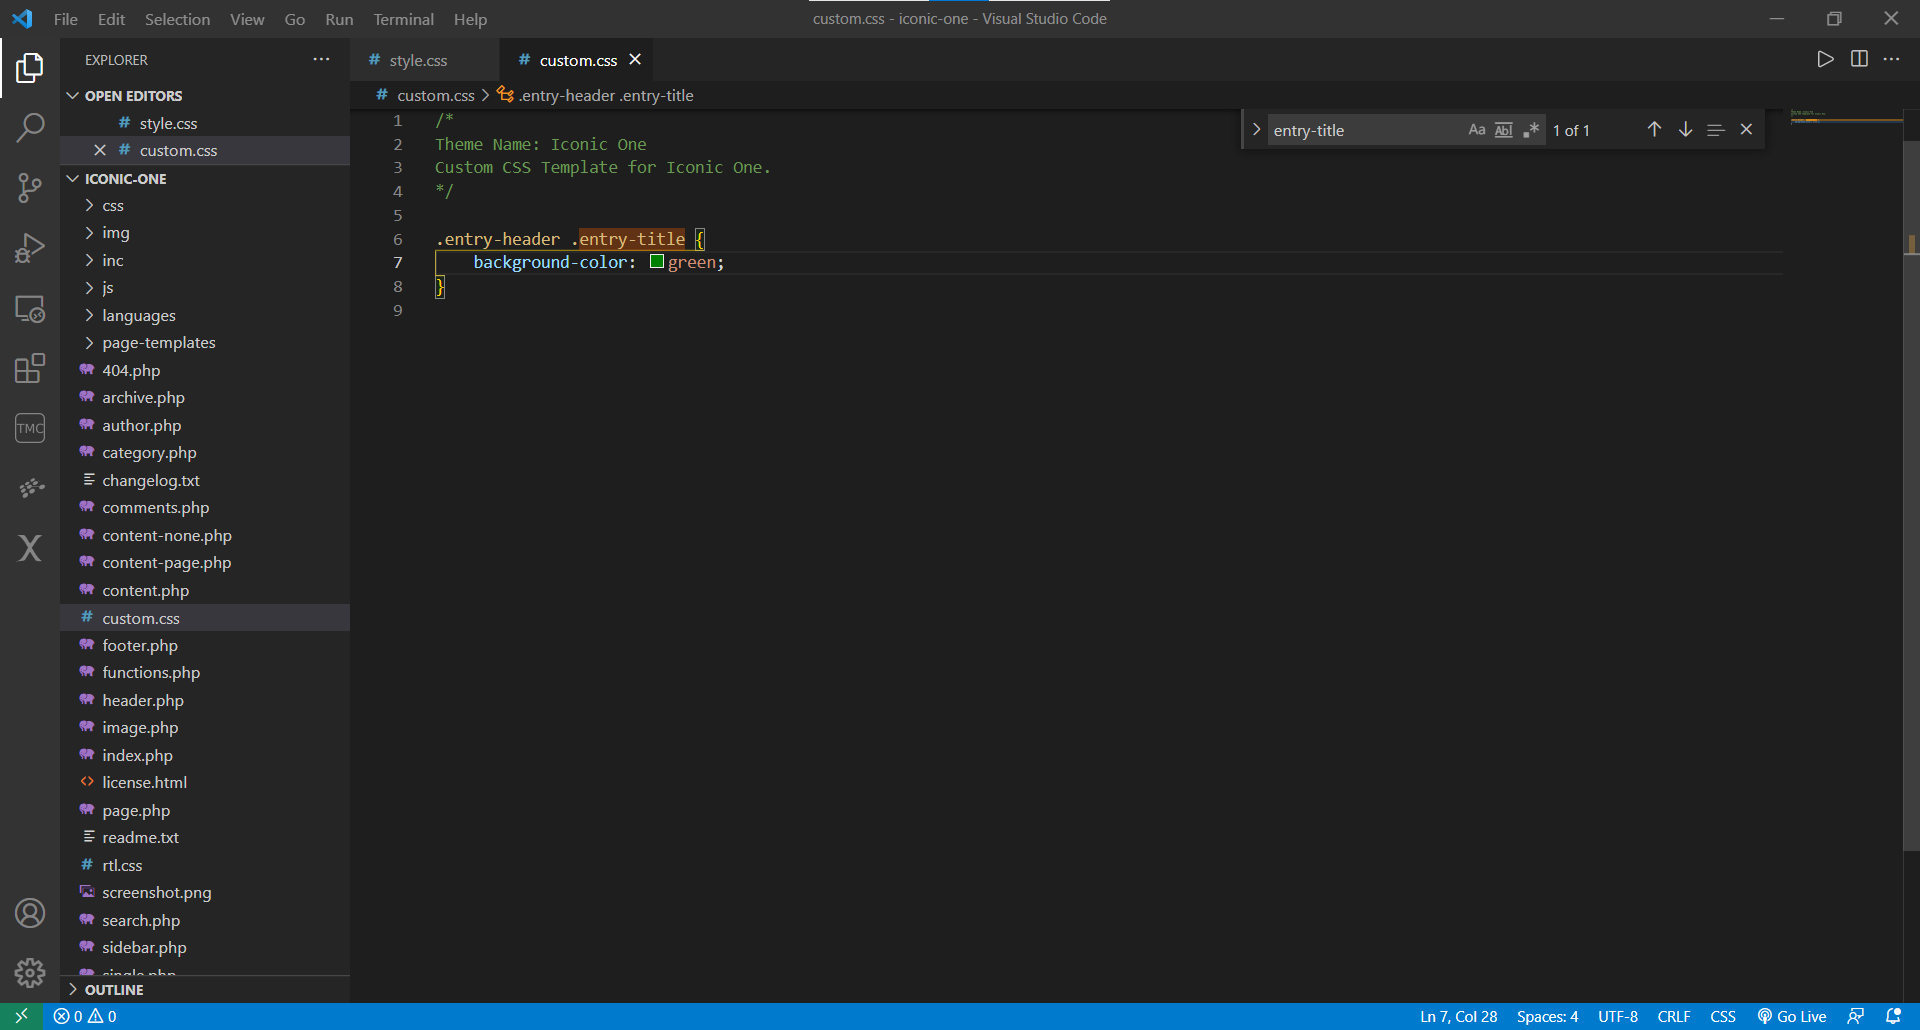 File Edit Selection View Go Run Terminal Help
custom.css - iconic-one - Visual Studio Code
EXPLORER
OPEN EDITORS
# style.css
# custom.css
ICONIC-ONE
css
img
inc
js
languages
page-templates
404.php
archive.php
author.php
category.php
changelog.txt
comments.php
content-none.php
content-page.php
content.php
# custom.css
footer.php
functions.php
header.php
image.php
index.php
<> license.html
page.php
readme.txt
# rtl.css
screenshot.png
search.php
sidebar.php
single.php
OUTLINE
TMC
# style.css
# custom.css
# custom.css > .entry-header .entry-title
1 /*
2 Theme Name: Iconic One
3 Custom CSS Template for Iconic One.
4 */
5
6 .entry-header .entry-title {
7 background-color: green;
8 }
9
entry-title Aa Abl .* 1 of 1
0 0
Ln 7, Col 28 Spaces: 4 UTF-8 CRLF CSS Go Live